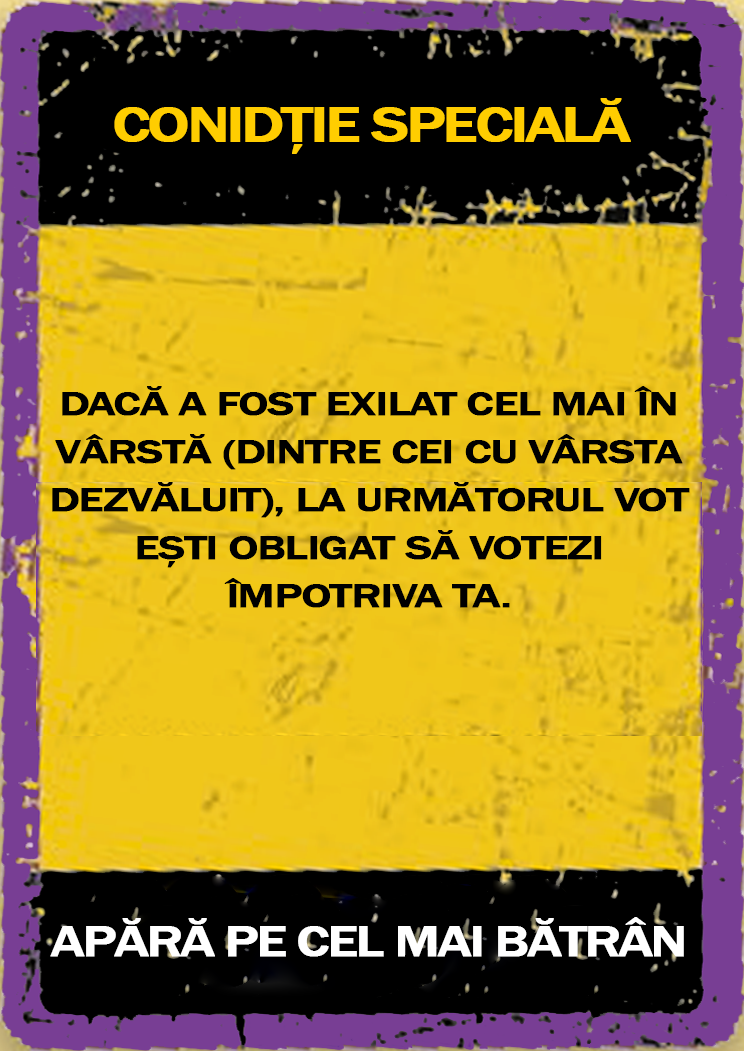 CONIDȚIE SPECIALĂ
DACĂ A FOST EXILAT CEL MAI ÎN
VÂRSTĂ (DINTRE CEI CU VÂRSTA
DEZVĂLUIT), LA URMĂTORUL VOT
EȘTI OBLIGAT SĂ VOTEZI
ÎMPOTRIVA TA.
APĂRĂ PE CEL MAI BĂTRÂN